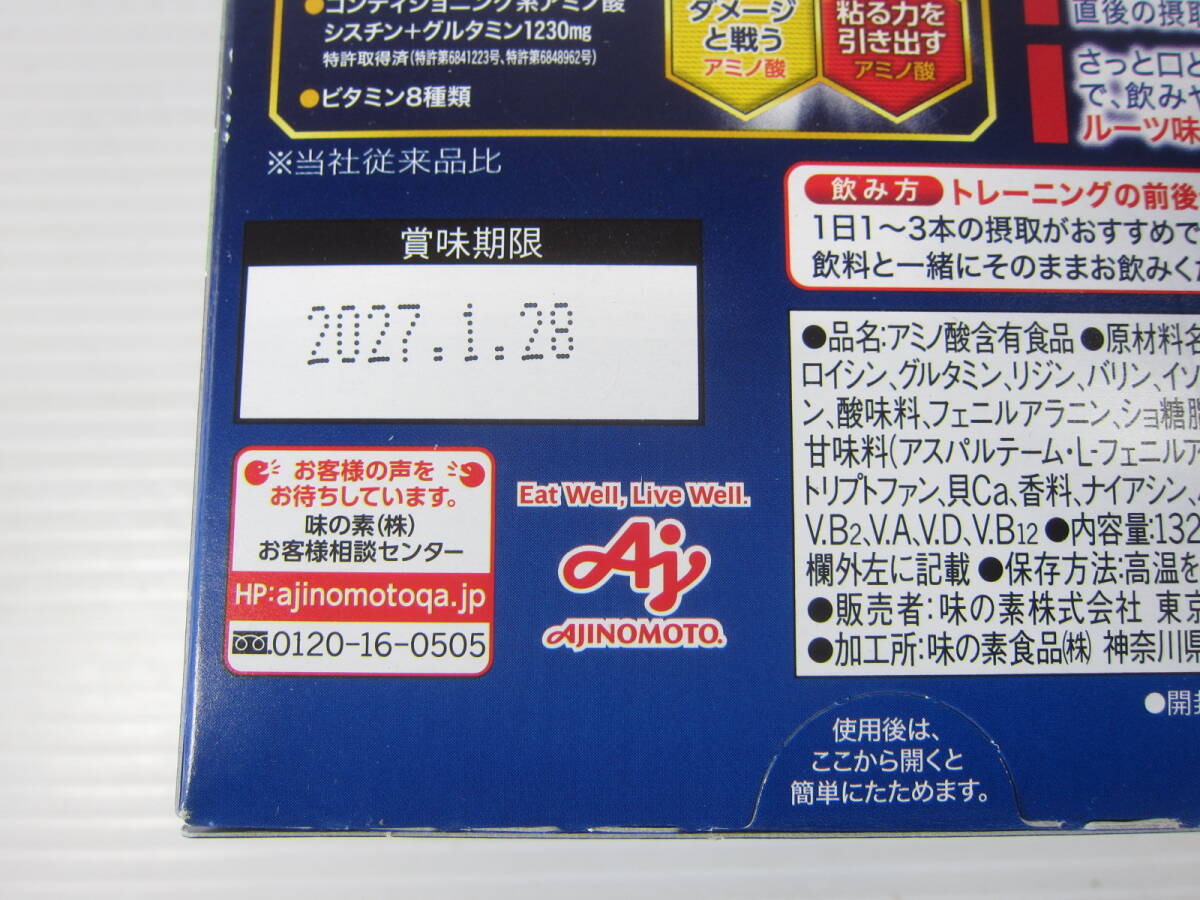 ●コンディショニング系アミノ酸
シスチン+グルタミン1230mg
特許取得済(特許第6841223号、特許第6848962号)
●ビタミン8種類
ダメージ
と戦う
アミノ酸
粘る力を
引き出す
アミノ酸
直後の摂取
さっと口ど
で、飲みや
ルーツ味
※当社従来品比
飲み方 トレーニングの前後
1日1～3本の摂取がおすすめで
飲料と一緒にそのままお飲みくだ
賞味期限
2027.1.28
●品名:アミノ酸含有食品 ●原材料名
ロイシン、グルタミン、リジン、バリン、イソ
ン、酸味料、フェニルアラニン、ショ糖脂
甘味料(アスパルテーム・L-フェニルア
トリプトファン、貝Ca、香料、ナイアシン、
V.B2、V.A、V.D、V.B12 ●内容量:132
欄外左に記載 ●保存方法:高温を
●販売者:味の素株式会社 東京
●加工所:味の素食品(株) 神奈川県
お客様の声を
お待ちしています。
味の素(株)
お客様相談センター
HP:ajinomotoqa.jp
0120-16-0505
Eat Well, Live Well.
Aj
AJINOMOTO.
●開封
使用後は、
ここから開くと
簡単にたためます。